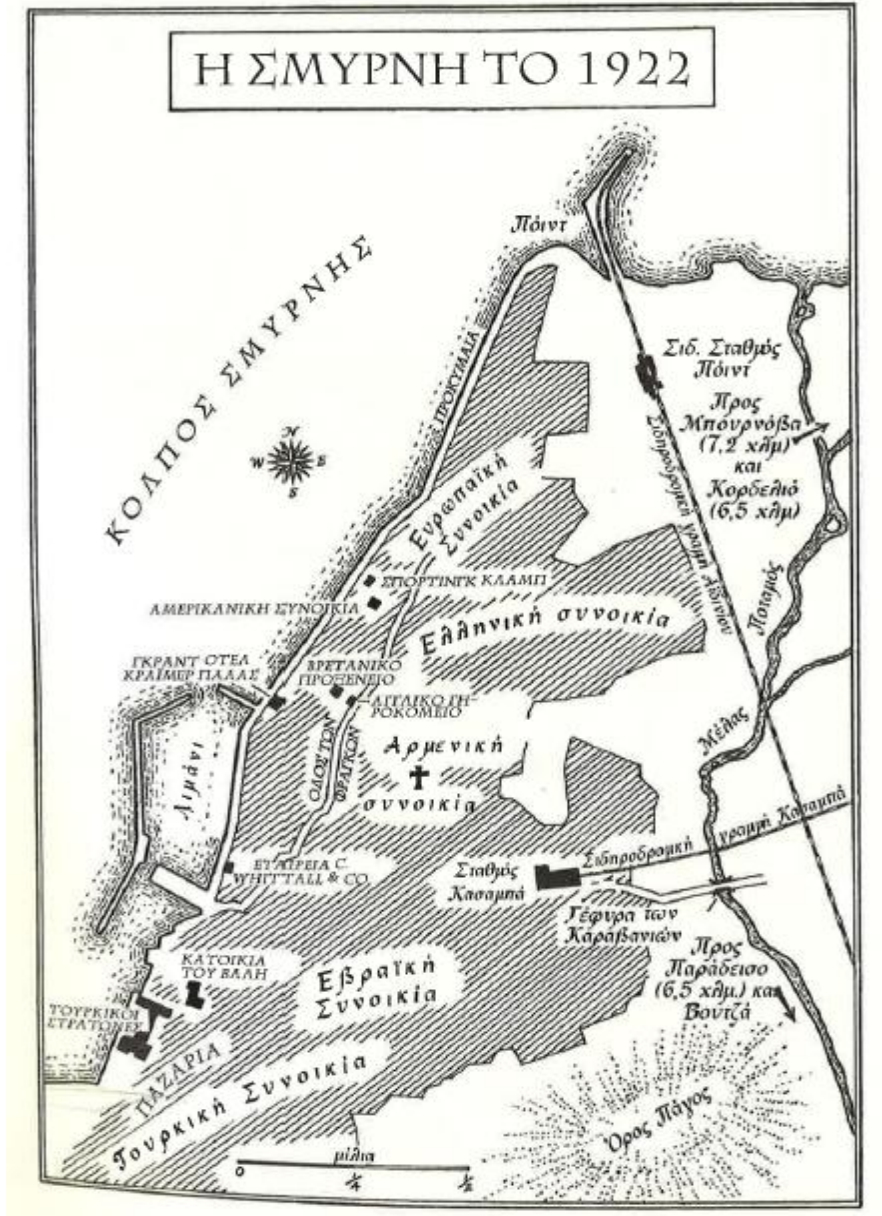 Η ΣΜΥΡΝΗ ΤΟ 1922
ΚΟΛΠΟΣ ΣΜΥΡΝΗΣ
N
W E
S
Πόιντ
ΠΡΟΚΥΜΑΙΑ
Σιδ. Σταθμός
Πόιντ
Προς
Μπουρνόβα
(7,2 χλμ)
και
Κορδελιό
(6,5 χλμ)
Σιδηροδρομική γραμμή Αϊδινίου
Ποταμός
Μέλας
Ευρωπαϊκή
Συνοικία
ΣΠΟΡΤΙΝΓΚ ΚΛΑΜΠ
ΑΜΕΡΙΚΑΝΙΚΗ ΣΥΝΟΙΚΙΑ
Ελληνική συνοικία
ΓΚΡΑΝΤ ΟΤΕΛ
ΚΡΑΙΜΕΡ ΠΑΛΑΣ
ΒΡΕΤΑΝΙΚΟ
ΠΡΟΞΕΝΕΙΟ
ΑΓΓΛΙΚΟ ΓΗ-
ΡΟΚΟΜΕΙΟ
ΟΔΟΣ ΤΩΝ
ΦΡΑΓΚΩΝ
Αρμενική
συνοικία
Λιμάνι
ΕΤΑΙΡΕΙΑ C.
WHITTALL & CO.
Σταθμός
Κασαμπά
Σιδηροδρομική γραμμή Κασαμπά
Γέφυρα των
Καραβανιών
Προς
Παράδεισο
(6,5 χλμ.) και
Βουτζά
ΚΑΤΟΙΚΙΑ
ΤΟΥ ΒΑΛΗ
Εβραϊκή
Συνοικία
ΤΟΥΡΚΙΚΟΙ
ΣΤΡΑΤΩΝΕΣ
ΠΑΖΑΡΙΑ
Τουρκική Συνοικία
Όρος Πάγος
μίλια
0 ¼ ½